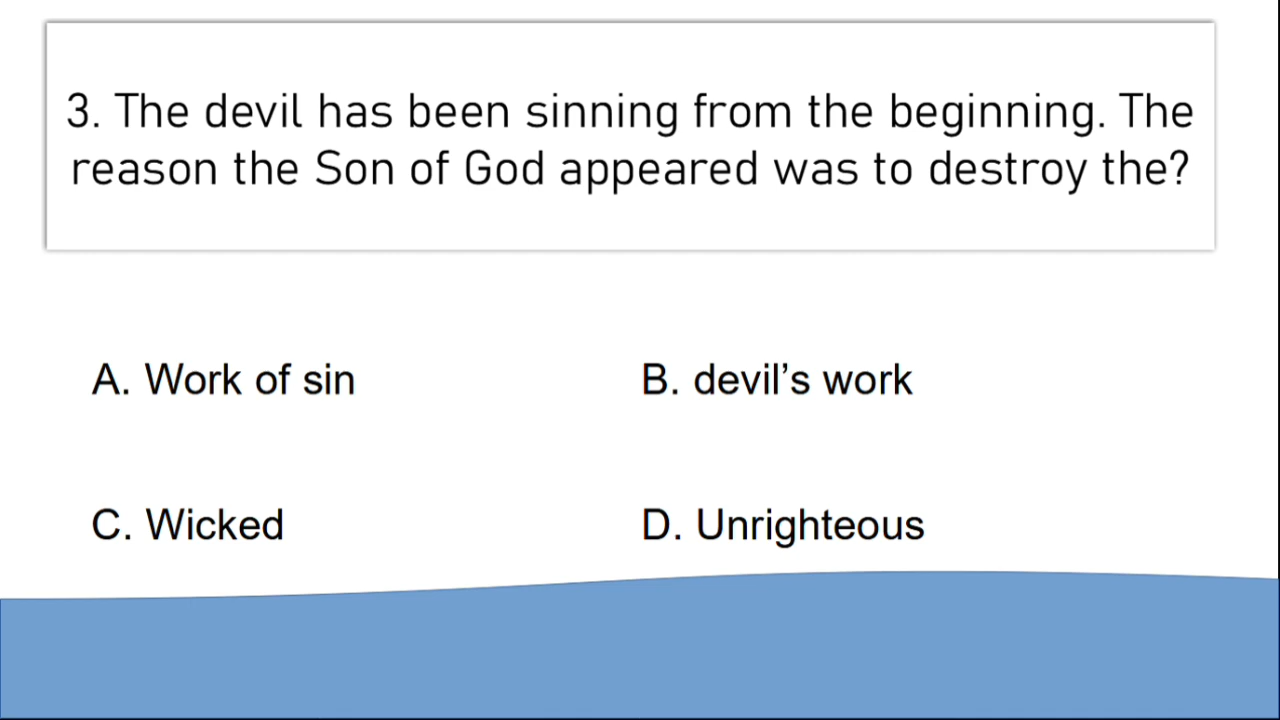 3. The devil has been sinning from the beginning. The
reason the Son of God appeared was to destroy the?
A. Work of sin
B. devil’s work
C. Wicked
D. Unrighteous